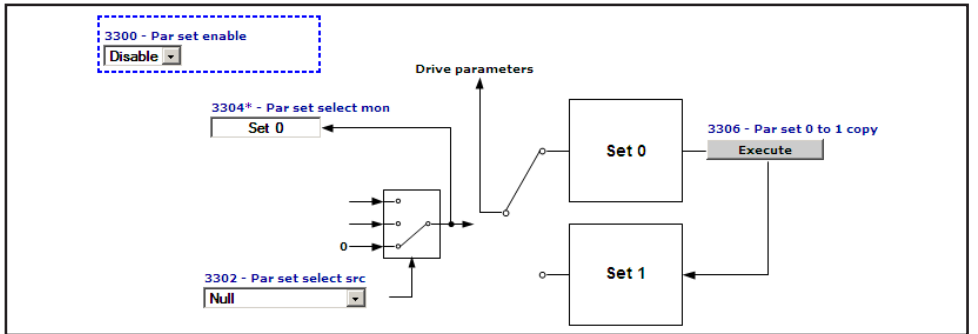 3300 - Par set enable
Disable
Drive parameters
3304* - Par set select mon
Set 0
Set 0
3306 - Par set 0 to 1 copy
Execute
0
3302 - Par set select src
Null
Set 1